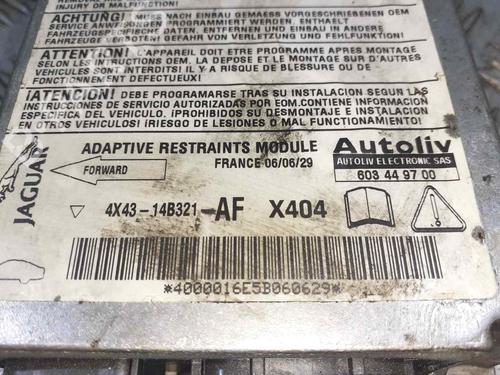 INJURY OR MALFUNCTION!
ACHTUNG! MUSS NACH EINBAU GEMAESS VORGESCHRIEBENEM OEM
SERVICE ANWEISUNGEN PROGRAMMIERT WERDEN, ENTHAELT
FAHRZEUGSPEZIFISCHE DATEN, ENTFERNEN UND EINBAU IN ANDERE
FAHRZEUGE VERBOTEN! GEFAHR VON VERLETZUNG UND FEHLFUNKTION!
ATTENTION! L'APPAREIL DOIT ETRE PROGRAMME APRES MONTAGE
SELON LES INTRUCTIONS OEM. LA DEPOSE ET LE MONTAGE DANS D'AUTRES
VEHICULES SONT INTERDITS! IL Y A RISQUE DE BLESSURE OU DE
FONCTIONNEMENT DEFECTUEUX!
¡ATENCION! DEBE PROGRAMARSE TRAS SU INSTALACION SEGUN LAS
INSTRUCCIONES DE SERVICIO AUTORIZADAS POR EOM. CONTIENE INFORMACION
ESPECIFICA DEL VEHICULO. ¡PROHIBIDOS SU DESMONTAJE E INSTALACION
EN OTROS VEHICULOS! ¡RIESGO DE LESIONES O MAL FUNCTIONAMIENTO!
JAGUAR
FORWARD
ADAPTIVE RESTRAINTS MODULE
FRANCE 06/06/29
Autoliv
AUTOLIV ELECTRONIC SAS
603 44 97 00
4X43-14B321-AF X404
*4000016E5B060629*